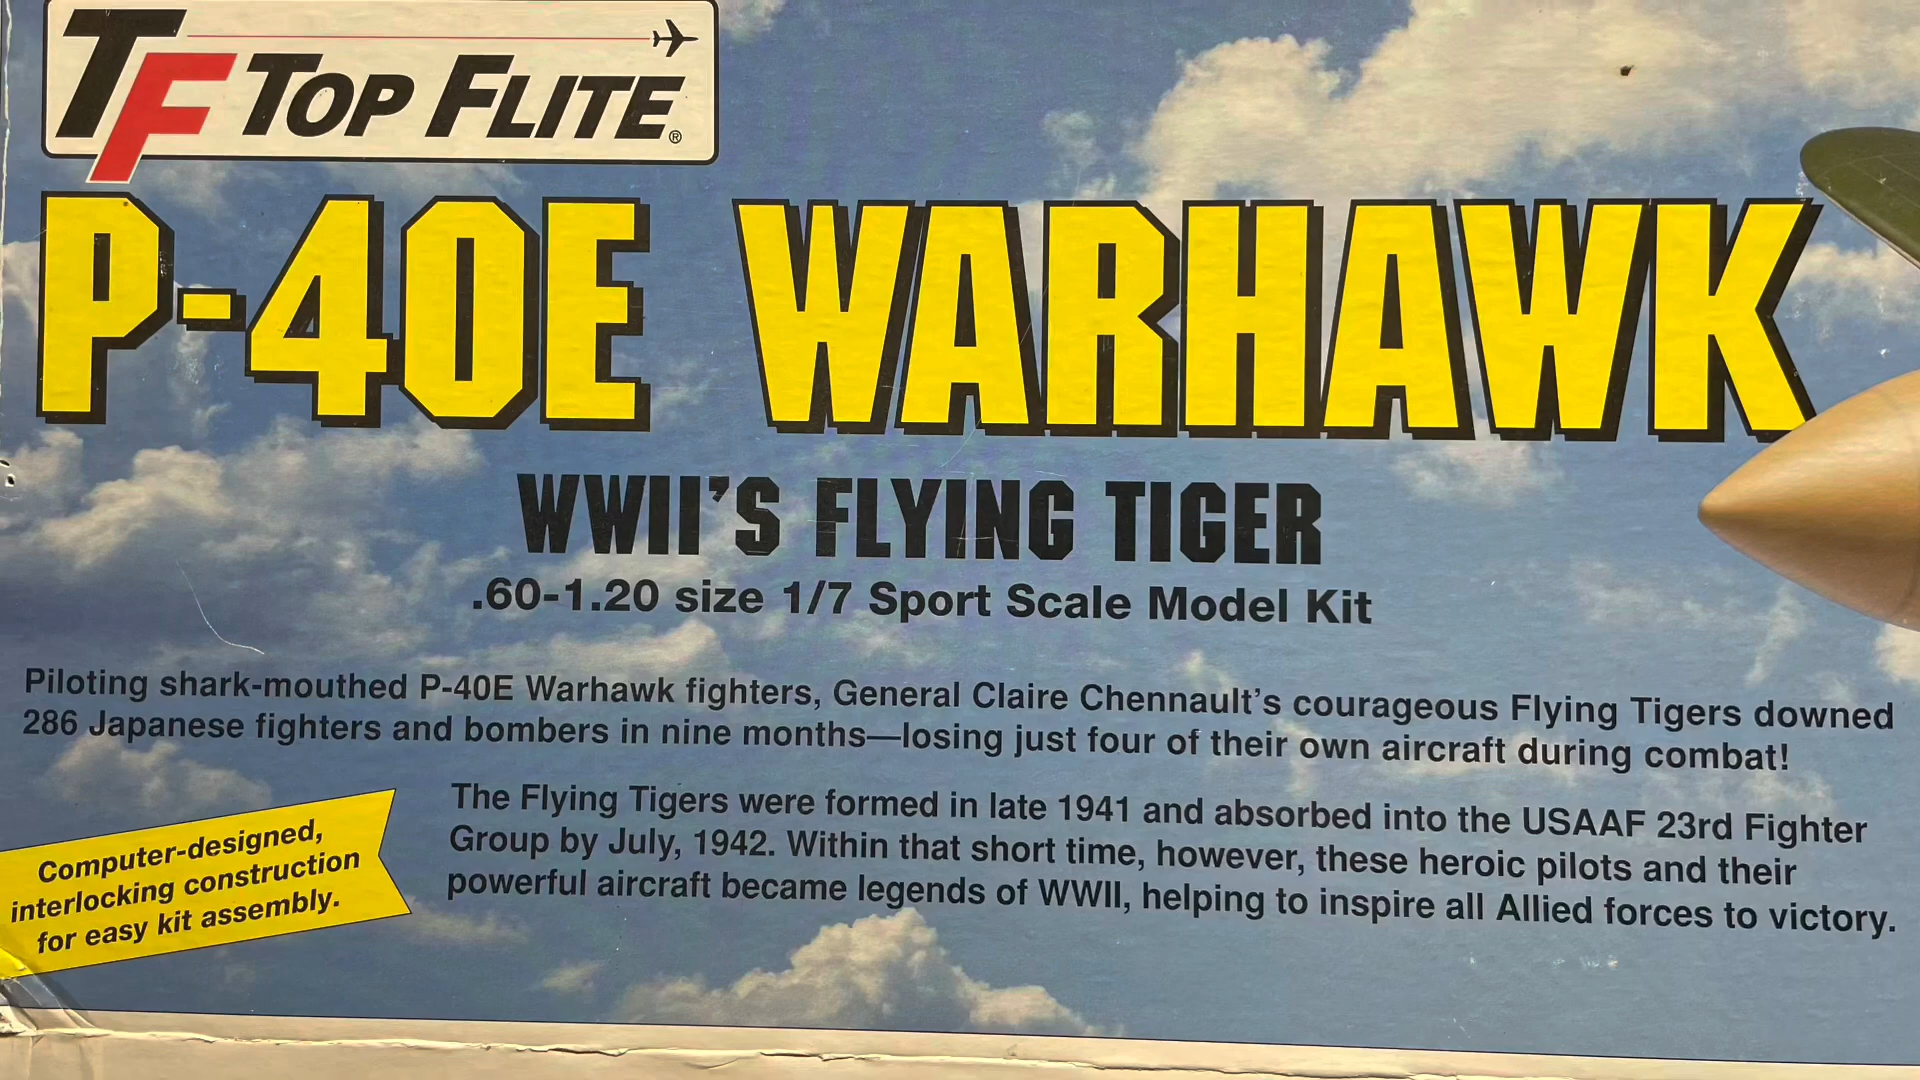 TF TOP FLITE®
P-40E WARHAWK
WWII'S FLYING TIGER
.60-1.20 size 1/7 Sport Scale Model Kit
Piloting shark-mouthed P-40E Warhawk fighters, General Claire Chennault's courageous Flying Tigers downed
286 Japanese fighters and bombers in nine months—losing just four of their own aircraft during combat!
Computer-designed,
interlocking construction
for easy kit assembly.
The Flying Tigers were formed in late 1941 and absorbed into the USAAF 23rd Fighter
Group by July, 1942. Within that short time, however, these heroic pilots and their
powerful aircraft became legends of WWII, helping to inspire all Allied forces to victory.